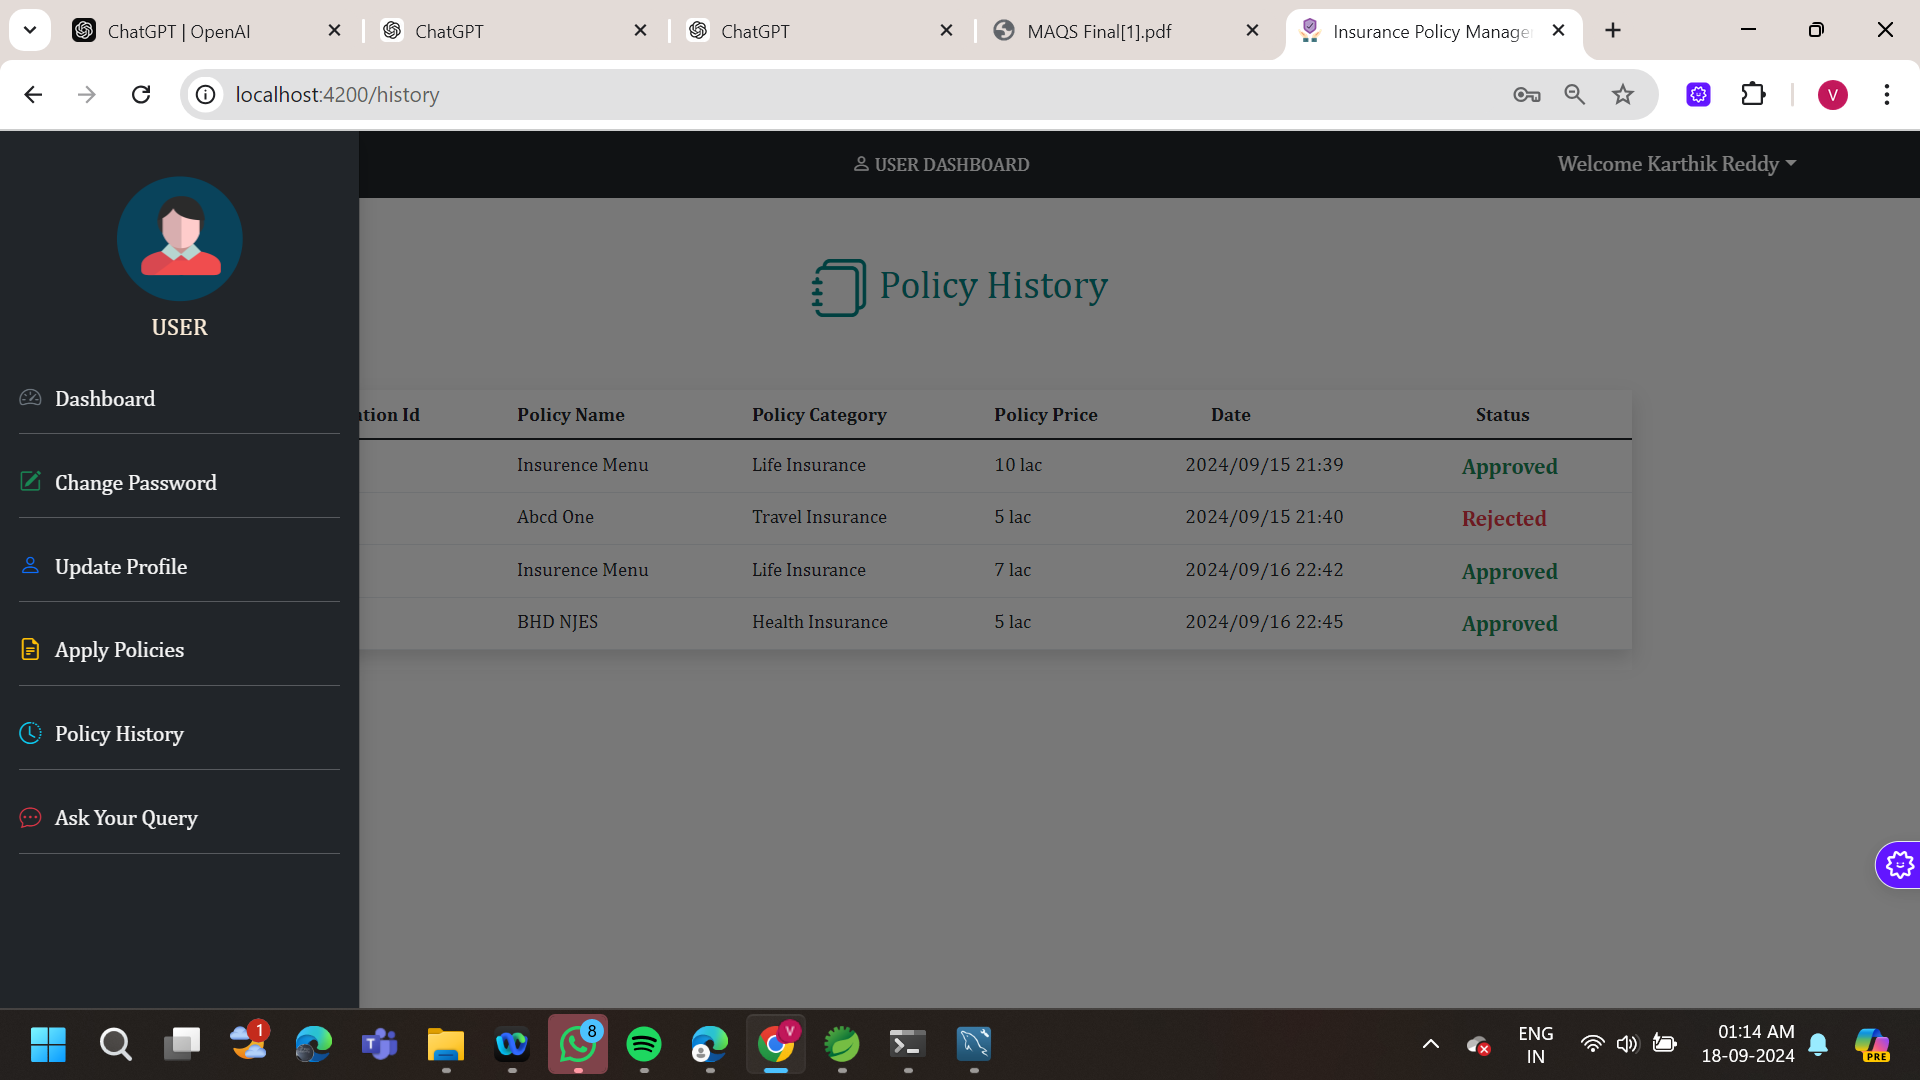 ChatGPT | OpenAI
ChatGPT
ChatGPT
MAQS Final[1].pdf
Insurance Policy Manage
localhost:4200/history
V
USER DASHBOARD
Welcome Karthik Reddy
USER
Dashboard
Change Password
Update Profile
Apply Policies
Policy History
Ask Your Query
Policy History
ation Id Policy Name Policy Category Policy Price Date Status
Insurence Menu Life Insurance 10 lac 2024/09/15 21:39 Approved
Abcd One Travel Insurance 5 lac 2024/09/15 21:40 Rejected
Insurence Menu Life Insurance 7 lac 2024/09/16 22:42 Approved
BHD NJES Health Insurance 5 lac 2024/09/16 22:45 Approved
1
8
V
ENG
IN
01:14 AM
18-09-2024
PRE